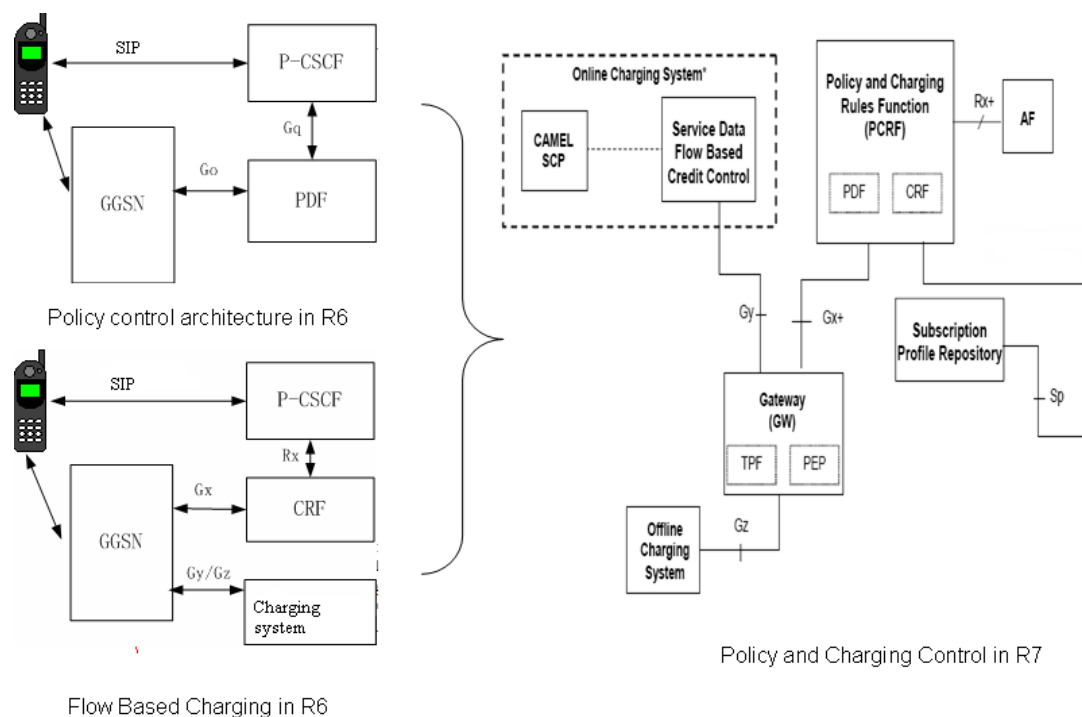 SIP
P-CSCF
Gq
Go
GGSN
PDF
Policy control architecture in R6
SIP
P-CSCF
Rx
Gx
CRF
GGSN
Gy/Gz
Charging
system
Flow Based Charging in R6
Online Charging System*
CAMEL
SCP
Service Data
Flow Based
Credit Control
Policy and Charging
Rules Function
(PCRF)
PDF
CRF
Rx+
AF
Gy
Gx+
Subscription
Profile Repository
Sp
Gateway
(GW)
TPF
PEP
Offline
Charging
System
Gz
Policy and Charging Control in R7